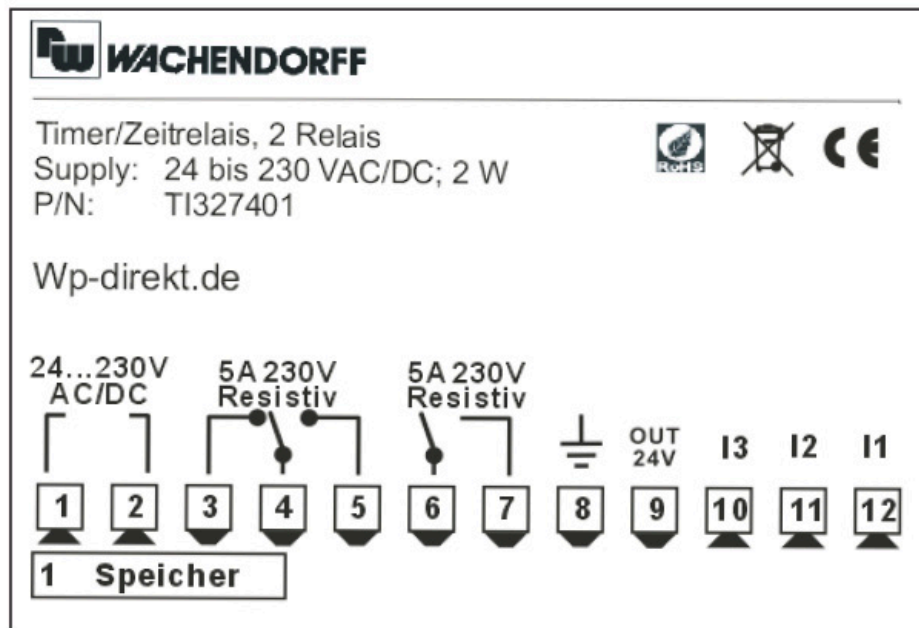 WACHENDORFF
Timer/Zeitrelais, 2 Relais
Supply: 24 bis 230 VAC/DC; 2 W
P/N: TI327401
RoHS
CE
Wp-direkt.de
24...230V
AC/DC
5A 230V
Resistiv
5A 230V
Resistiv
OUT
24V
I3 I2 I1
1 2 3 4 5 6 7 8 9 10 11 12
1 Speicher